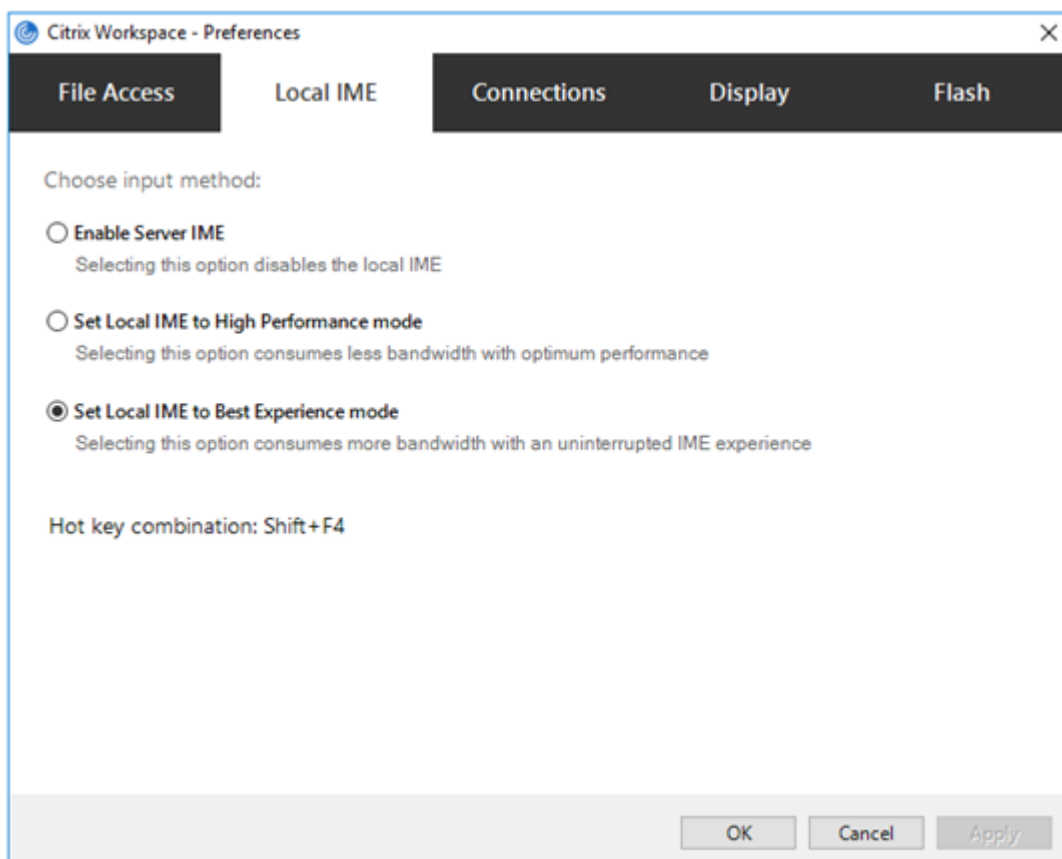 Citrix Workspace - Preferences
File Access Local IME Connections Display Flash
Choose input method:
Enable Server IME
Selecting this option disables the local IME
Set Local IME to High Performance mode
Selecting this option consumes less bandwidth with optimum performance
Set Local IME to Best Experience mode
Selecting this option consumes more bandwidth with an uninterrupted IME experience
Hot key combination: Shift+F4
OK Cancel Apply